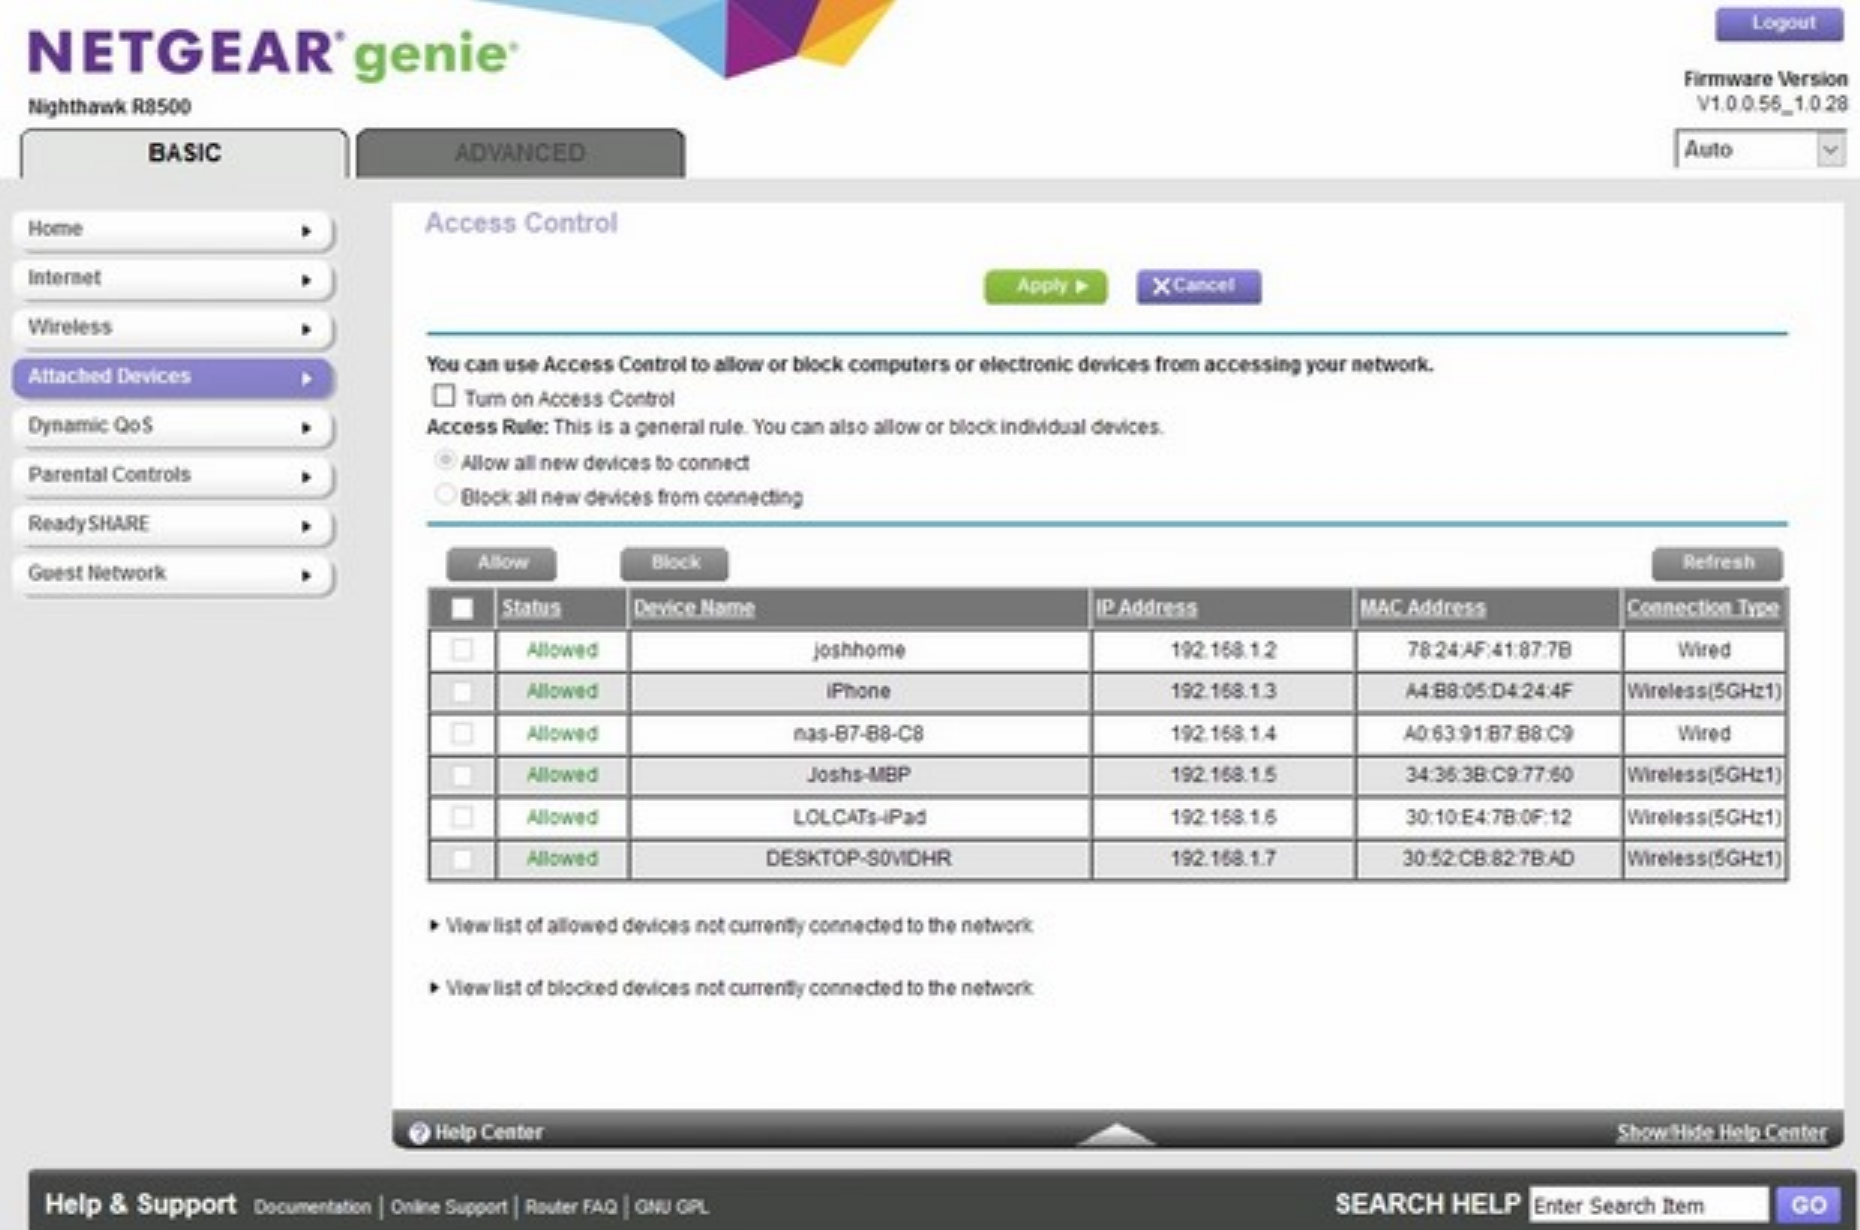 NETGEAR® genie®
Logout
Nighthawk R8500
Firmware Version
V1.0.0.56_1.0.28
BASIC
ADVANCED
Auto
Home
Internet
Wireless
Attached Devices
Dynamic QoS
Parental Controls
ReadySHARE
Guest Network
Access Control
Apply
Cancel
You can use Access Control to allow or block computers or electronic devices from accessing your network.
Turn on Access Control
Access Rule: This is a general rule. You can also allow or block individual devices.
Allow all new devices to connect
Block all new devices from connecting
Allow Block Refresh
Status Device Name IP Address MAC Address Connection Type
Allowed joshhome 192.168.1.2 78:24:AF:41:87:7B Wired
Allowed iPhone 192.168.1.3 A4:B8:05:D4:24:4F Wireless(5GHz1)
Allowed nas-B7-B8-C8 192.168.1.4 A0:63:91:B7:B8:C9 Wired
Allowed Joshs-MBP 192.168.1.5 34:36:3B:C9:77:60 Wireless(5GHz1)
Allowed LOLCATs-iPad 192.168.1.6 30:10:E4:7B:0F:12 Wireless(5GHz1)
Allowed DESKTOP-S0VIDHR 192.168.1.7 30:52:CB:82:7B:AD Wireless(5GHz1)
View list of allowed devices not currently connected to the network
View list of blocked devices not currently connected to the network
Help Center
Show/Hide Help Center
Help & Support Documentation | Online Support | Router FAQ | GNU GPL
SEARCH HELP Enter Search Item GO